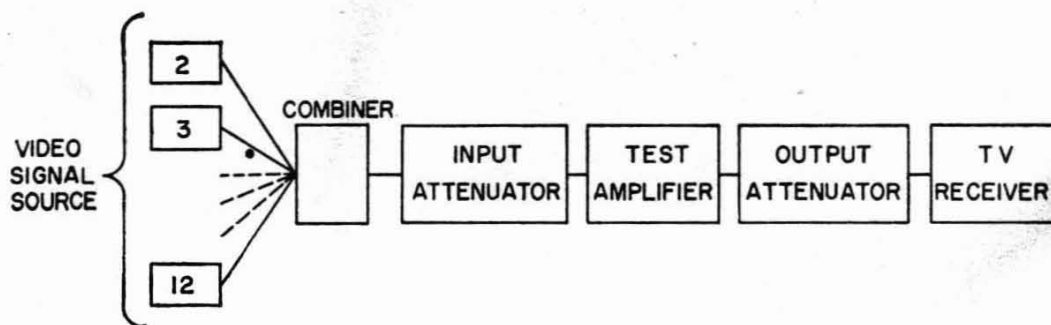 VIDEO
SIGNAL
SOURCE
2
3
12
COMBINER
INPUT
ATTENUATOR
TEST
AMPLIFIER
OUTPUT
ATTENUATOR
TV
RECEIVER